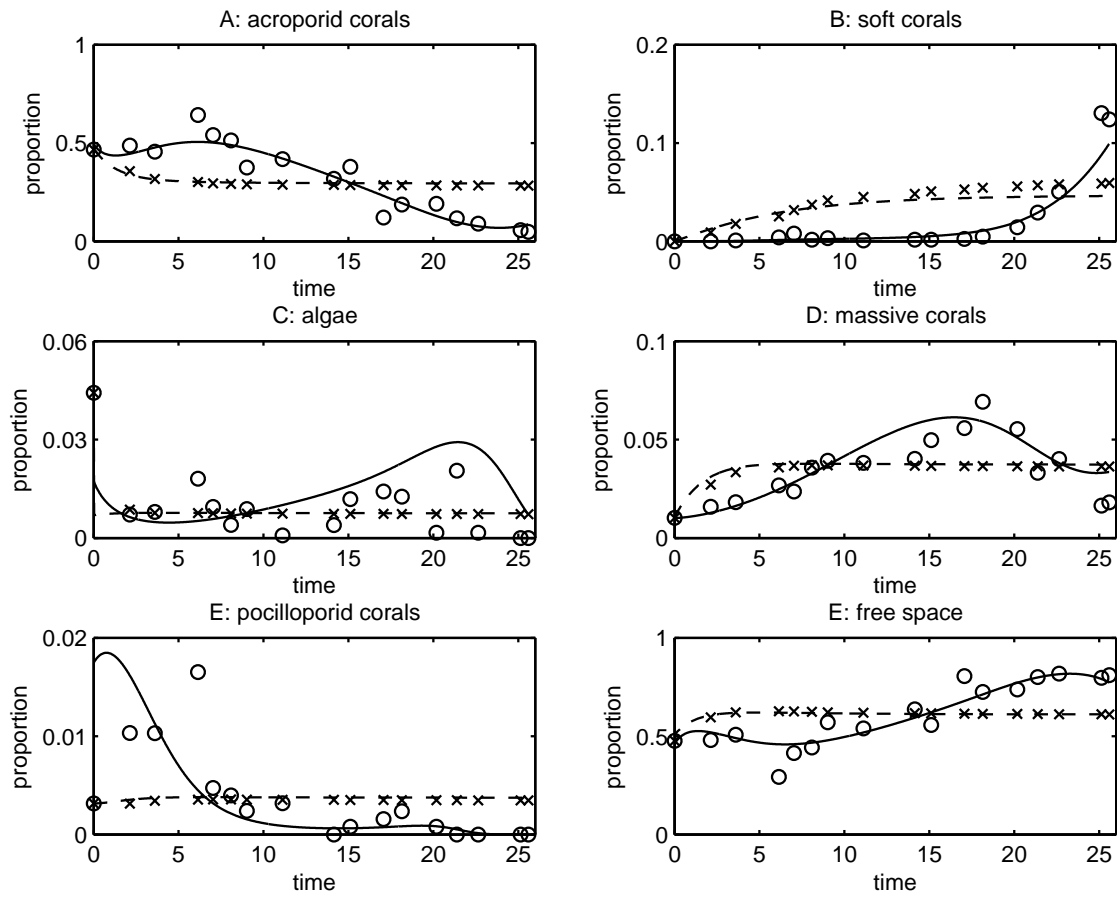 A: acroporid corals
1
0.5
0
proportion
0 5 10 15 20 25
time
B: soft corals
0.2
0.1
0
proportion
0 5 10 15 20 25
time
C: algae
0.06
0.03
0
proportion
0 5 10 15 20 25
time
D: massive corals
0.1
0.05
0
proportion
0 5 10 15 20 25
time
E: pocilloporid corals
0.02
0.01
0
proportion
0 5 10 15 20 25
time
E: free space
1
0.5
0
proportion
0 5 10 15 20 25
time